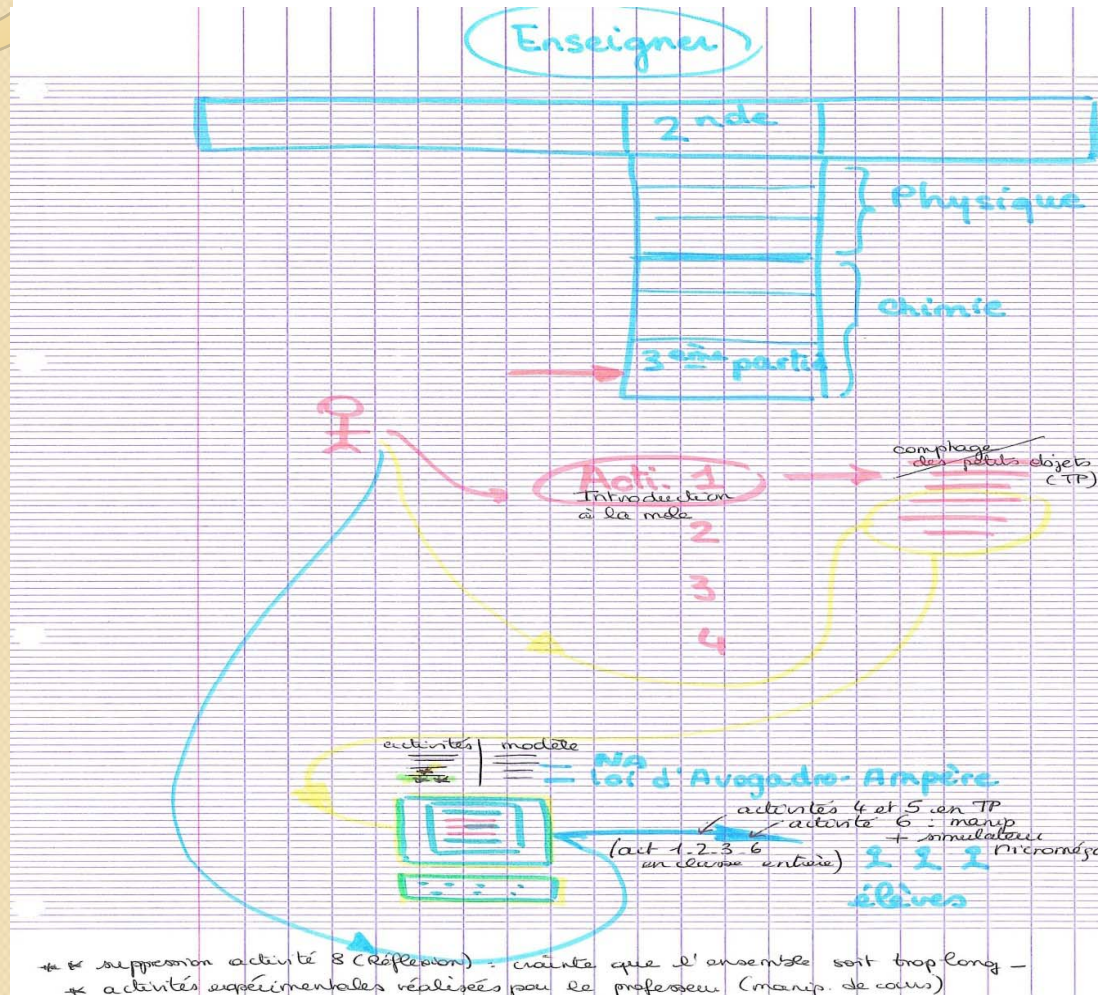 Enseigner
2nde
Physique
Chimie
3ème partie
comptage
des petits objets
(TP)
Acti. 1
Introduction
à la mole
2
3
4
activités | modèle
NA
loi d'Avogadro-Ampère
activités 4 et 5 en TP
activité 6 : manip
+ simulateur
(act 1-2-3-6
en classe entière)
élèves
** suppression activité 8 (Réflexion) : crainte que l'ensemble soit trop long -
* activités expérimentales réalisées par le professeur (manip. de cours)